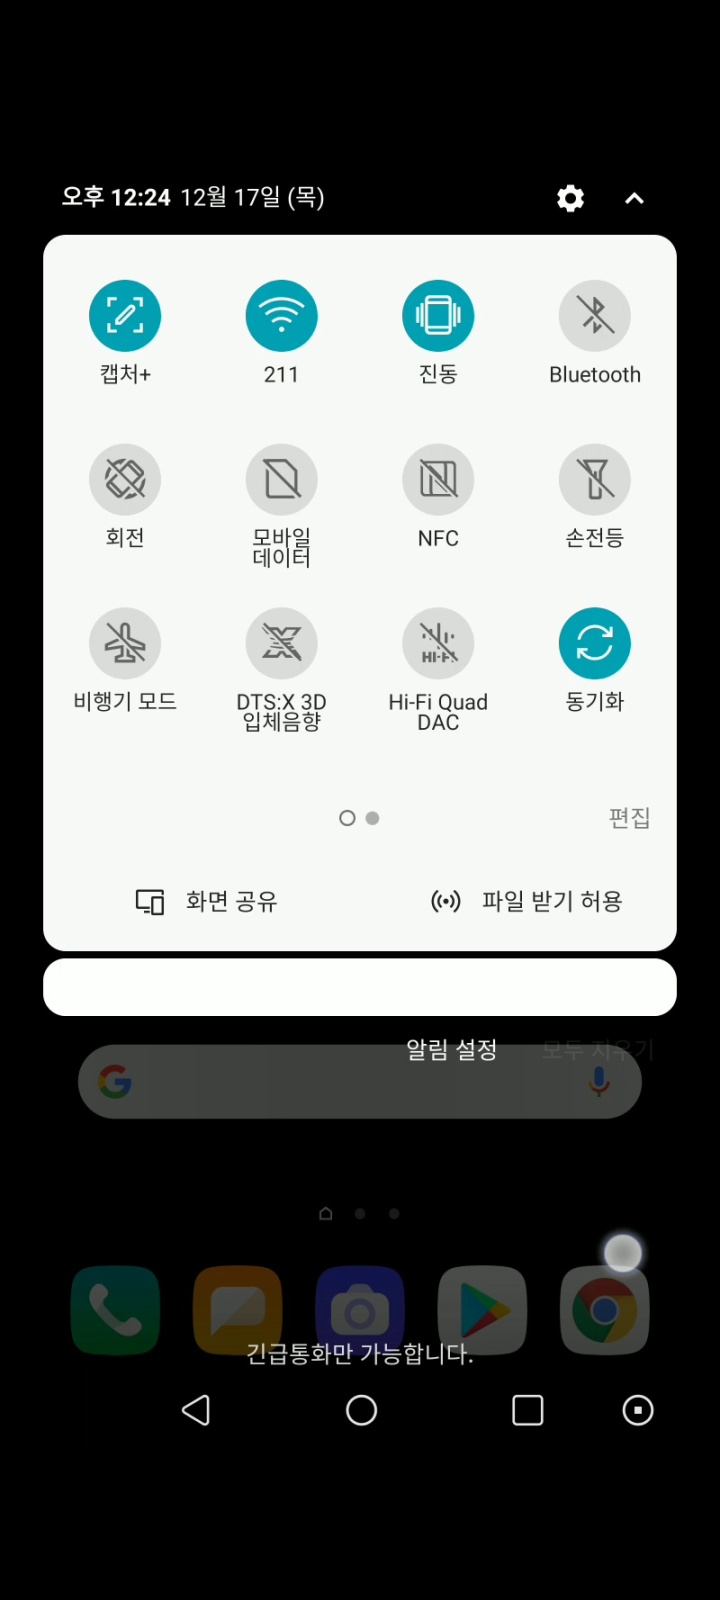 오후 12:24 12월 17일 (목)
캡처+ 211 진동 Bluetooth
회전 모바일 데이터 NFC 손전등
비행기 모드 DTS:X 3D 입체음향 Hi-Fi Quad DAC 동기화
편집
화면 공유 파일 받기 허용
알림 설정 모두 지우기
긴급통화만 가능합니다.